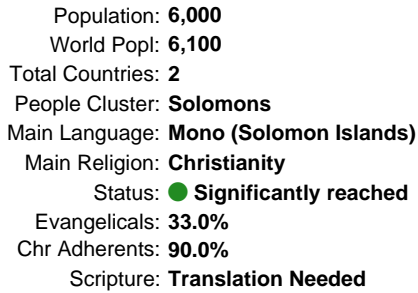 Population: 6,000
World Popl: 6,100
Total Countries: 2
People Cluster: Solomons
Main Language: Mono (Solomon Islands)
Main Religion: Christianity
Status: Significantly reached
Evangelicals: 33.0%
Chr Adherents: 90.0%
Scripture: Translation Needed